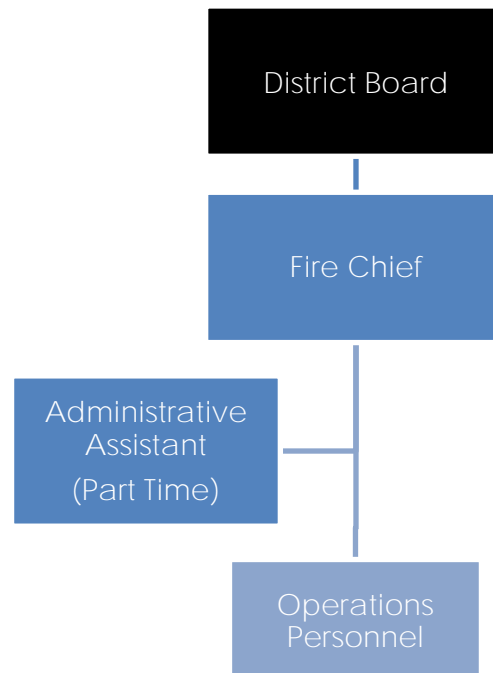 District Board
Fire Chief
Administrative
Assistant
(Part Time)
Operations
Personnel